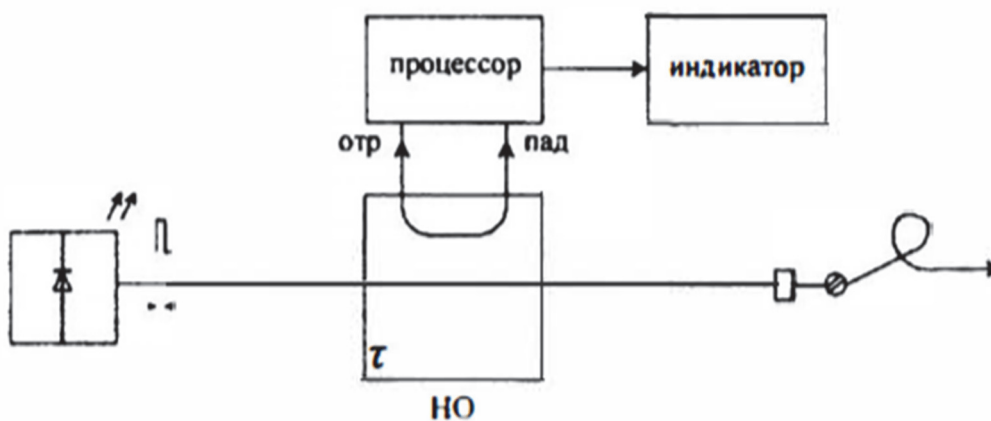 процессор
индикатор
отр
пад
τ
НО